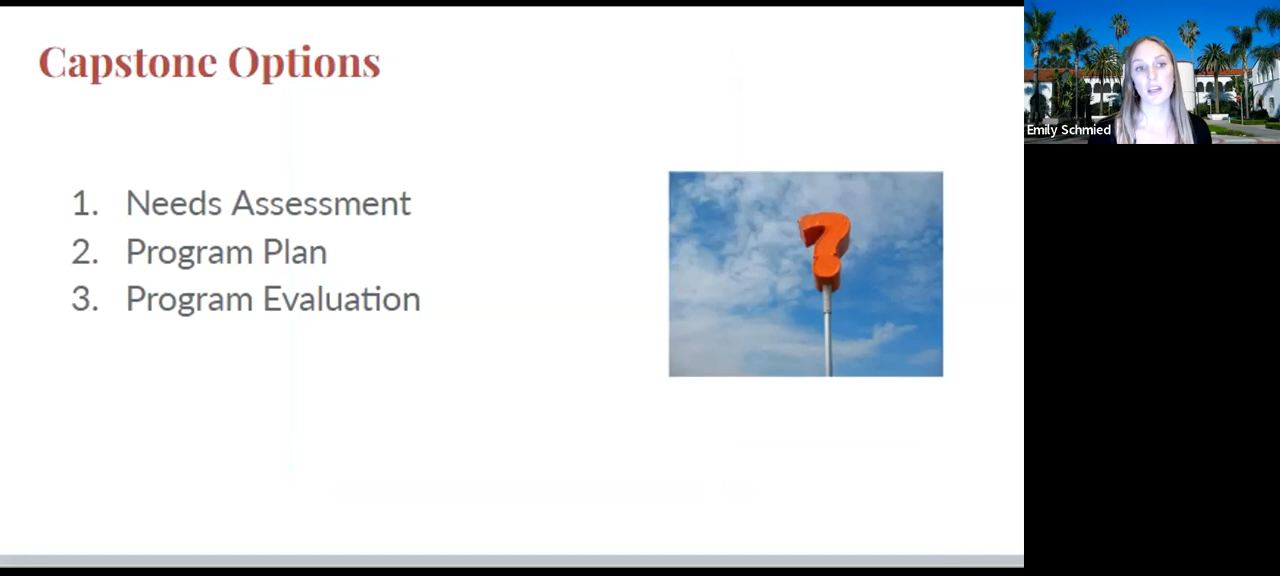 Capstone Options
1. Needs Assessment
2. Program Plan
3. Program Evaluation
?
Emily Schmied